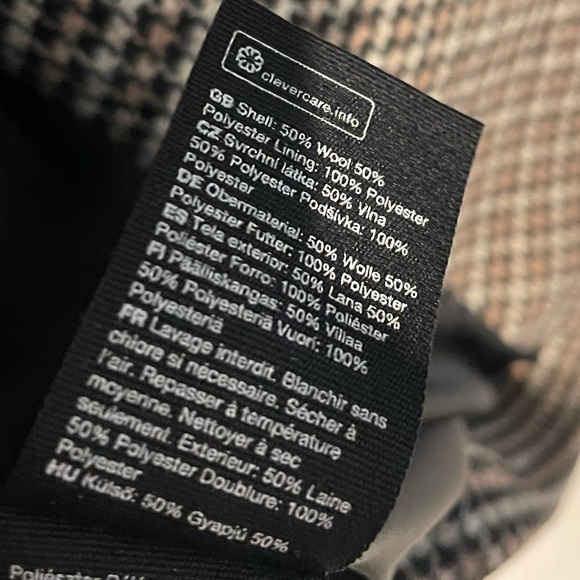 clevercare.info
GB Shell: 50% Wool 50%
Polyester Lining: 100% Polyester
CZ Svrchní látka: 50% Vlna
50% Polyester Podšívka: 100%
Polyester
DE Obermaterial: 50% Wolle 50%
Polyester Futter: 100% Polyester
ES Tela exterior: 50% Lana 50%
Poliéster Forro: 100% Poliéster
FI Päälliskangas: 50% Villaa
50% Polyesteriä Vuori: 100%
Polyesteriä
FR Lavage interdit. Blanchir sans
chlore si nécessaire. Sécher à
l'air. Repasser à température
moyenne. Nettoyer à sec
seulement. Exterieur: 50% Laine
50% Polyester Doublure: 100%
Polyester
HU Külső: 50% Gyapjú 50%
Poliészter